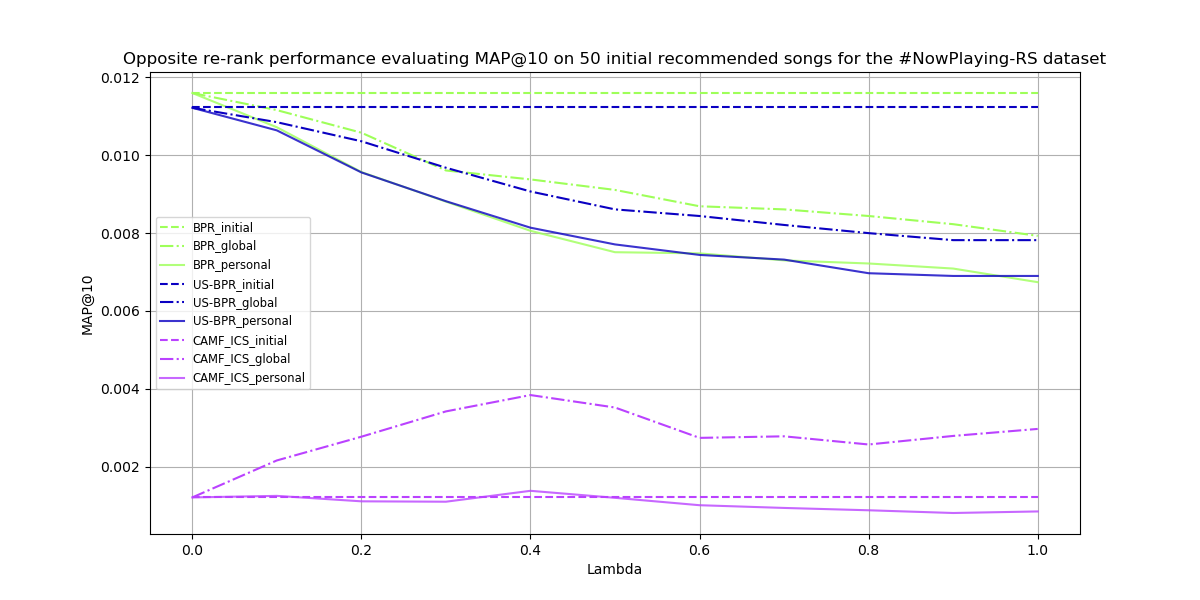 Opposite re-rank performance evaluating MAP@10 on 50 initial recommended songs for the #NowPlaying-RS dataset
0.012
0.010
0.008
0.006
0.004
0.002
MAP@10
BPR_initial
BPR_global
BPR_personal
US-BPR_initial
US-BPR_global
US-BPR_personal
CAMF_ICS_initial
CAMF_ICS_global
CAMF_ICS_personal
0.0 0.2 0.4 0.6 0.8 1.0
Lambda